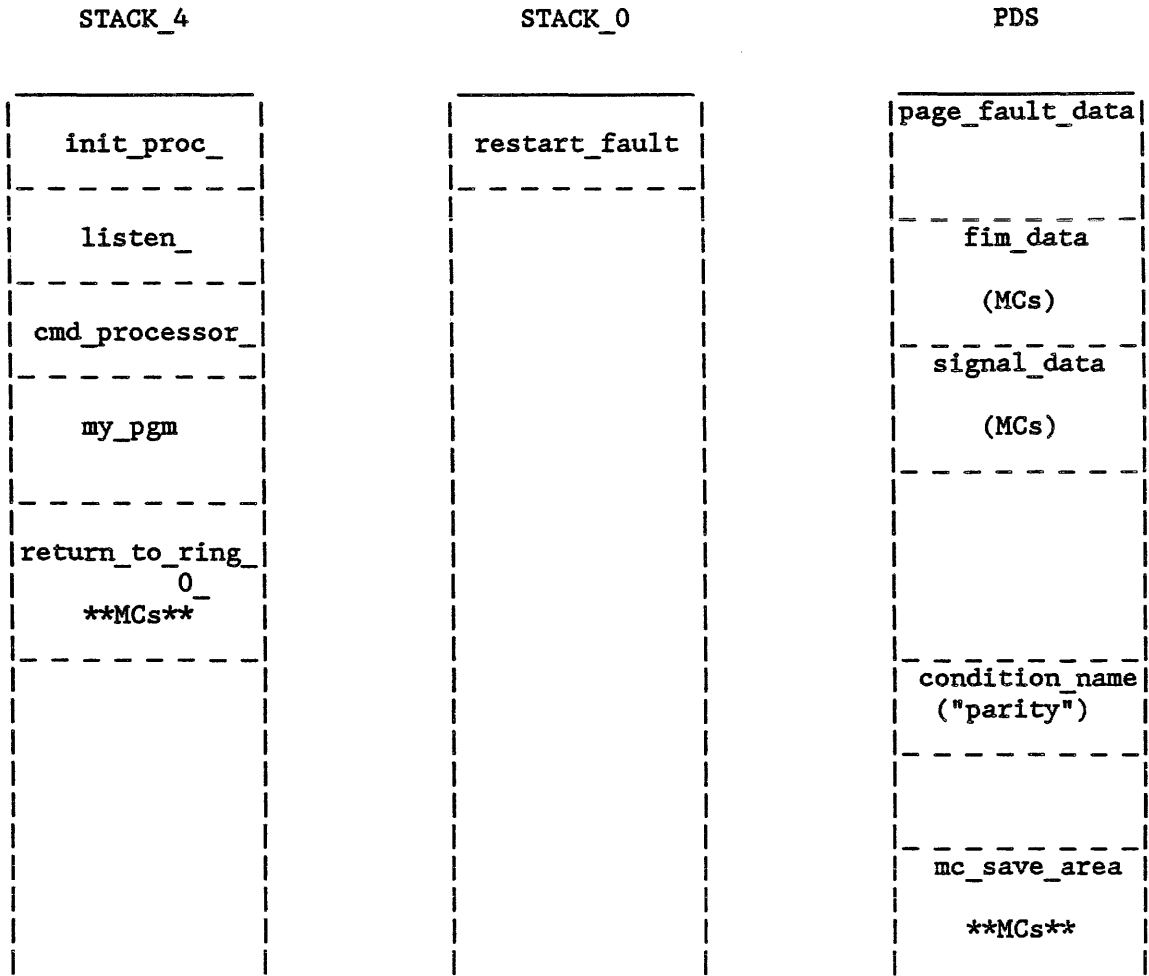 STACK_4 STACK_0 PDS
page_fault_data
init_proc_ restart_fault
listen_ fim_data
(MCs)
cmd_processor_
signal_data
my_pgm (MCs)
return_to_ring_
0_
**MCs**
condition_name
("parity")
mc_save_area
**MCs**